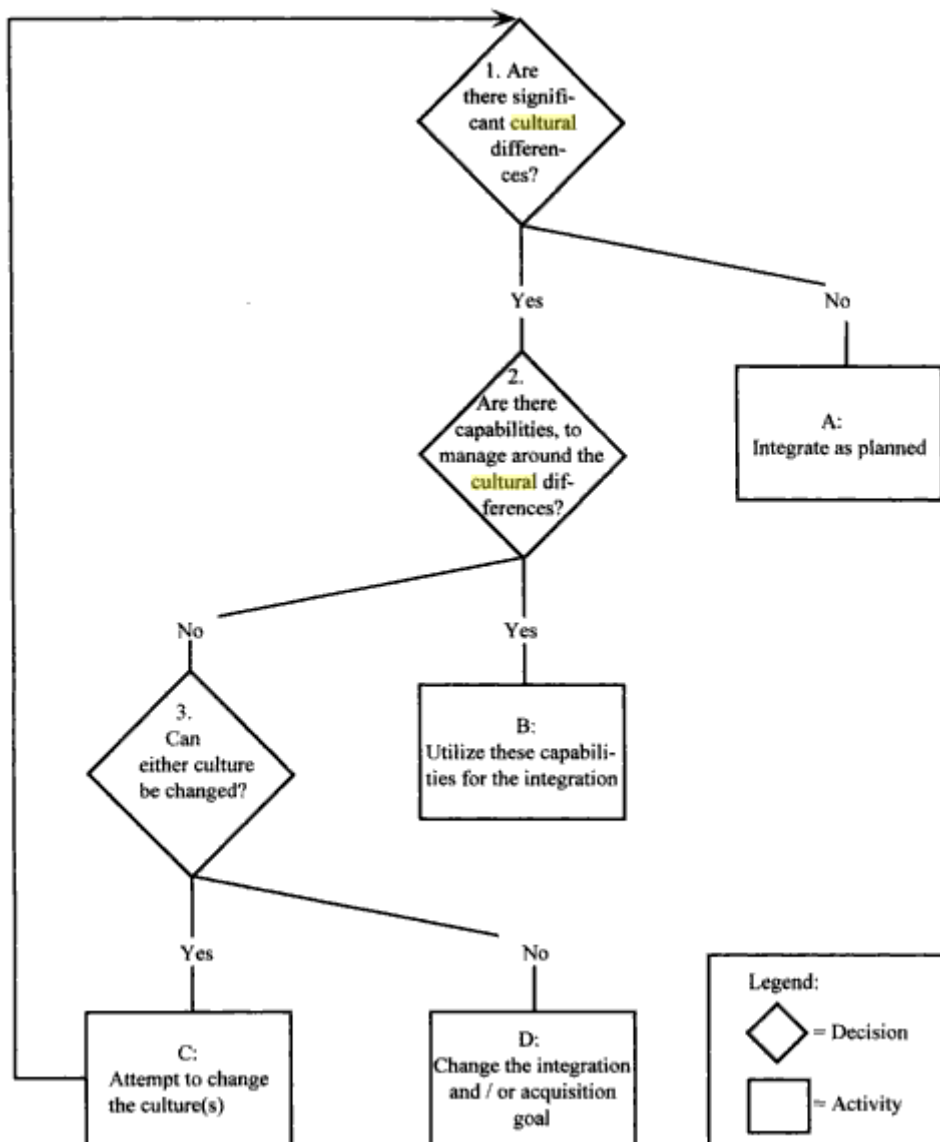 1. Are
there signifi-
cant cultural
differen-
ces?
Yes
No
2.
Are there
capabilities, to
manage around the
cultural dif-
ferences?
A:
Integrate as planned
No
Yes
3.
Can
either culture
be changed?
B:
Utilize these capabili-
ties for the integration
Yes
No
C:
Attempt to change
the culture(s)
D:
Change the integration
and / or acquisition
goal
Legend:
= Decision
= Activity